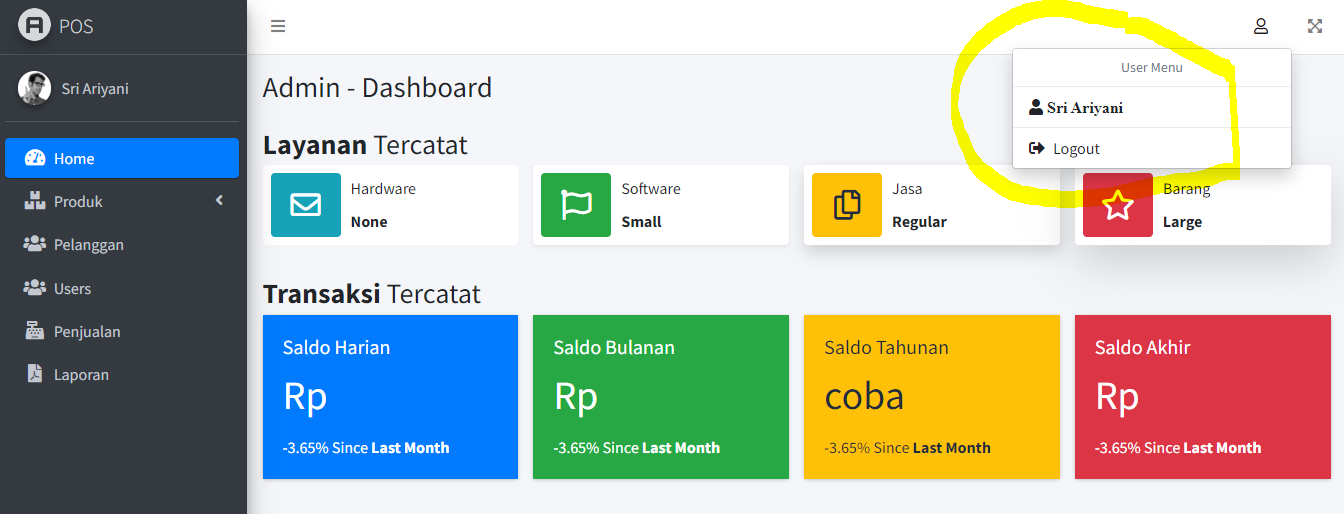 POS
Sri Ariyani
Home
Produk
Pelanggan
Users
Penjualan
Laporan
User Menu
Sri Ariyani
Logout
Admin - Dashboard
Layanan Tercatat
Hardware
None
Software
Small
Jasa
Regular
Barang
Large
Transaksi Tercatat
Saldo Harian
Rp
-3.65% Since Last Month
Saldo Bulanan
Rp
-3.65% Since Last Month
Saldo Tahunan
coba
-3.65% Since Last Month
Saldo Akhir
Rp
-3.65% Since Last Month